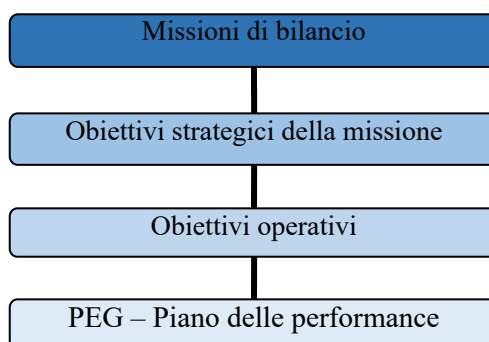 Missioni di bilancio
Obiettivi strategici della missione
Obiettivi operativi
PEG – Piano delle performance